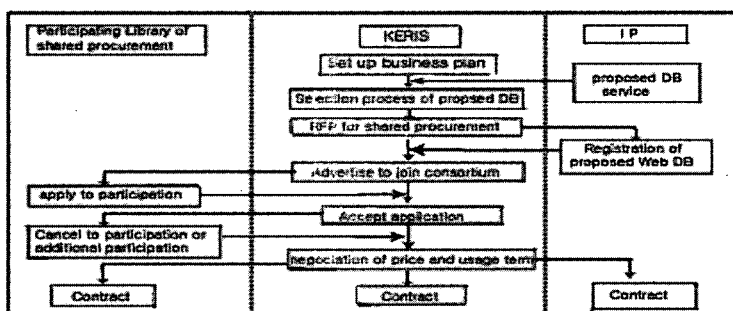 Participating Library of
shared procurement
KERIS
I P
Set up business plan
proposed DB
service
Selection process of propsed DB
RFP for shared procurement
Registration of
proposed Web DB
Advertise to join consortium
apply to participation
Accept application
Cancel to participation or
additional participation
negociation of price and usage term
Contract
Contract
Contract